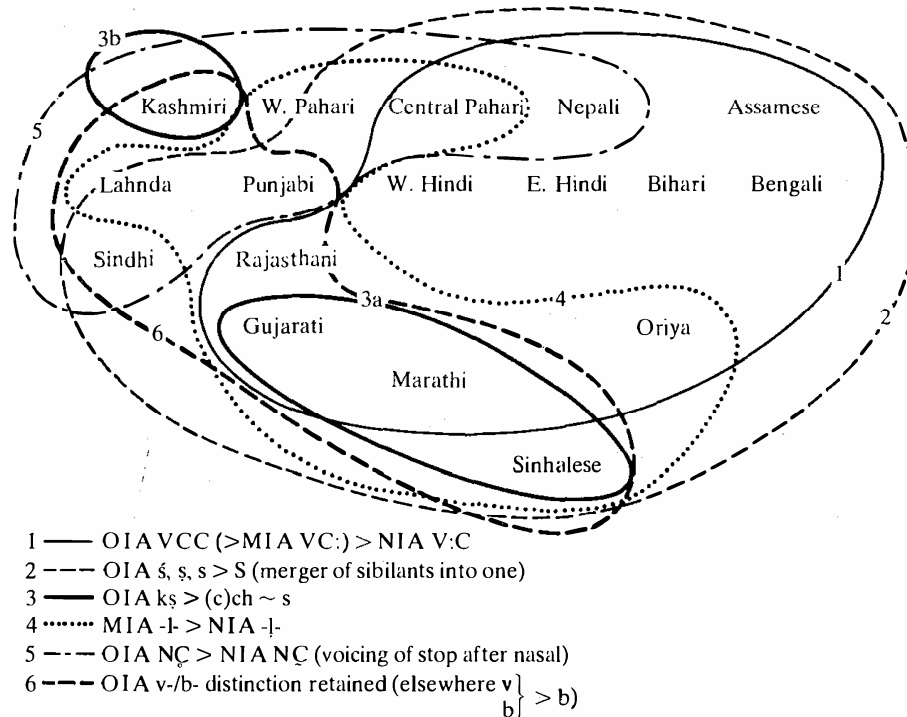 3b
Kashmiri W. Pahari Central Pahari Nepali Assamese
5
Lahnda Punjabi W. Hindi E. Hindi Bihari Bengali
Sindhi Rajasthani 1
3a 4
6 Gujarati Oriya 2
Marathi
Sinhalese
1 OIA VCC (>MIA VC:) > NIA V:C
2 OIA ś, ṣ, s > S (merger of sibilants into one)
3 OIA kṣ > (c)ch ~ s
4 MIA -l- > NIA -ḷ-
5 OIA NC̥ > NIA NC̬ (voicing of stop after nasal)
6 OIA v-/b- distinction retained (elsewhere v
b} > b)